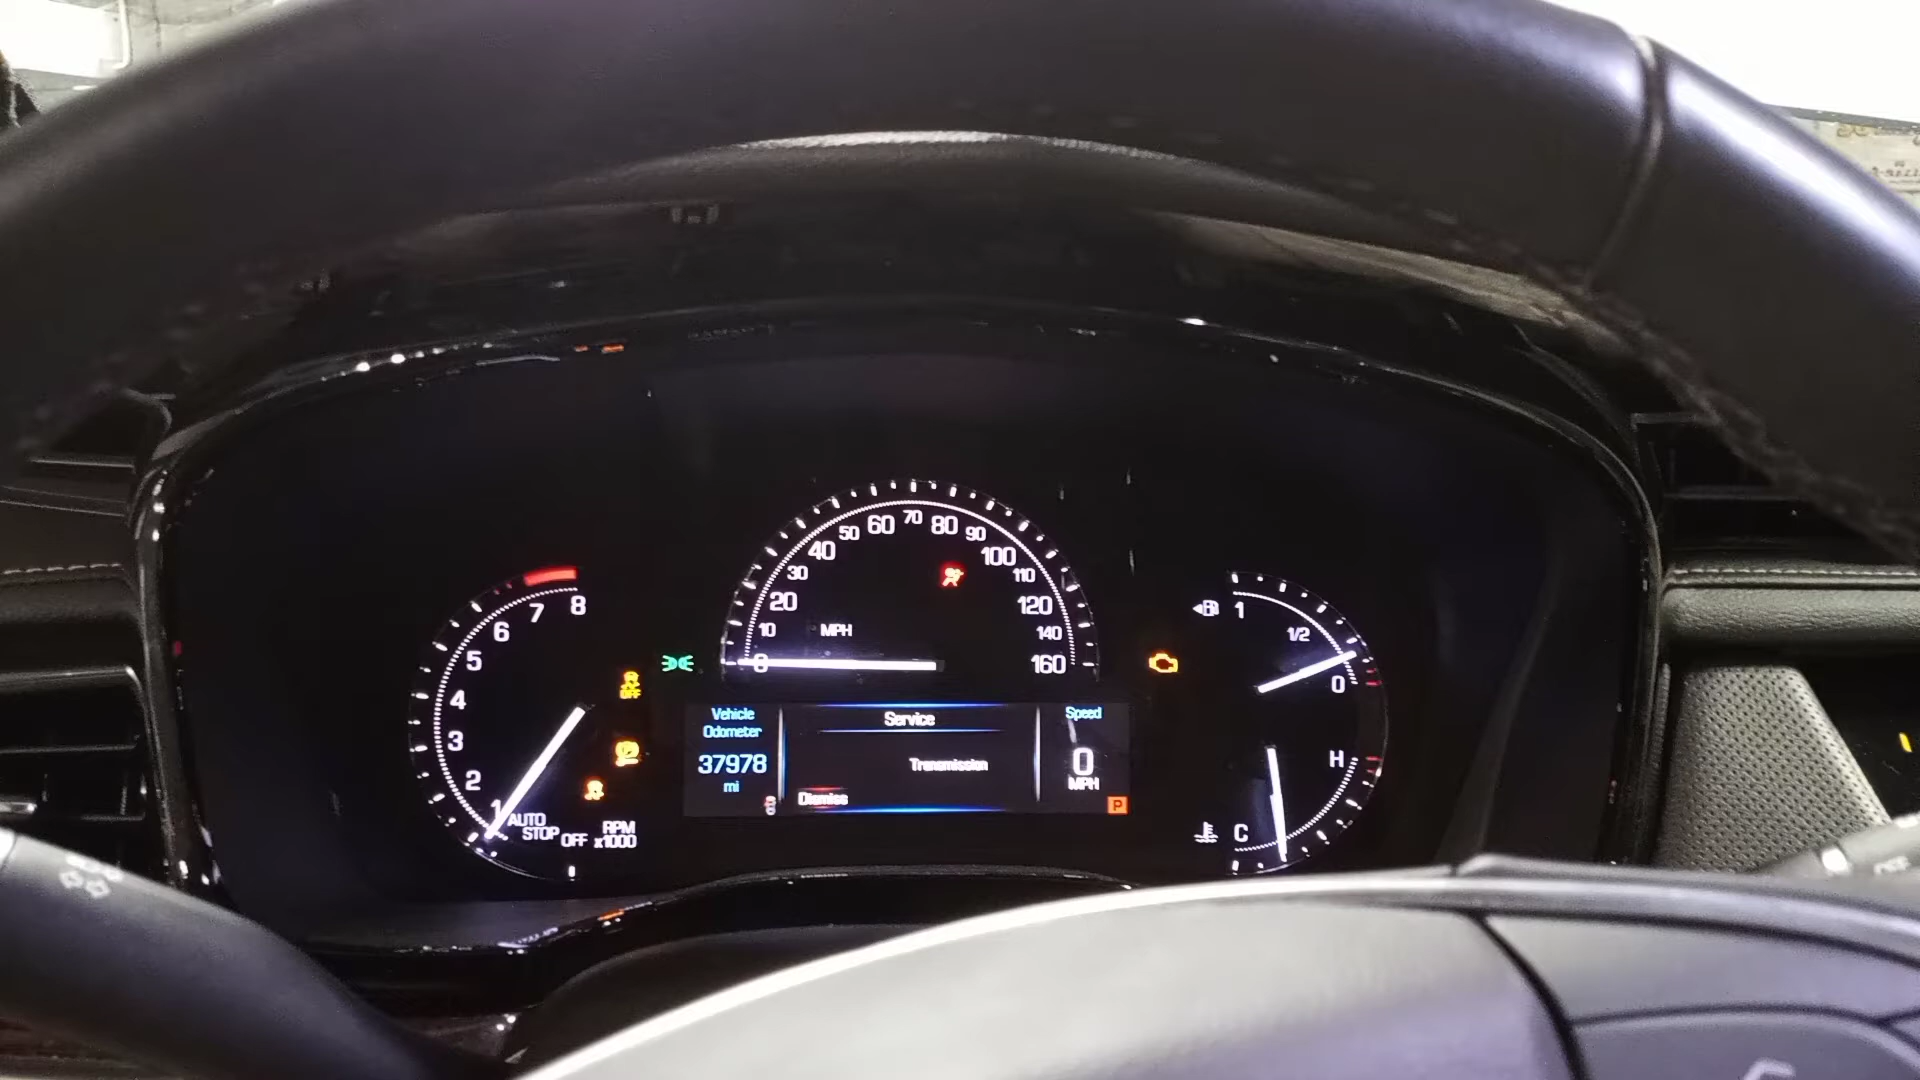 10
20
30
40
50
60
70
80
90
100
110
120
140
160
MPH
1
2
3
4
5
6
7
8
AUTO
STOP
OFF
RPM
x1000
OFF
Vehicle
Odometer
37978
mi
Service
Transmission
Dismiss
Speed
0
MPH
P
1
1/2
0
H
C